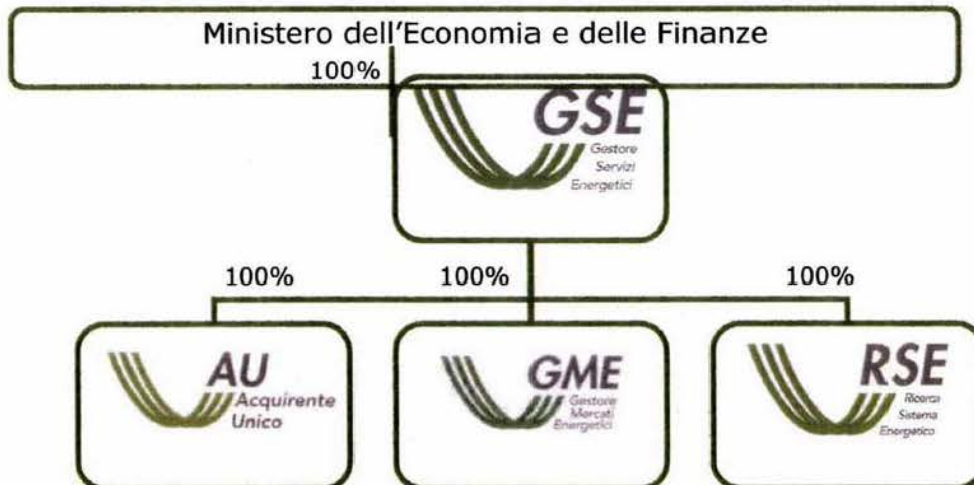 Ministero dell'Economia e delle Finanze
100%
GSE
Gestore
Servizi
Energetici
100%
100%
100%
AU
Acquirente
Unico
GME
Gestore
Mercati
Energetici
RSE
Ricerca
Sistema
Energetico